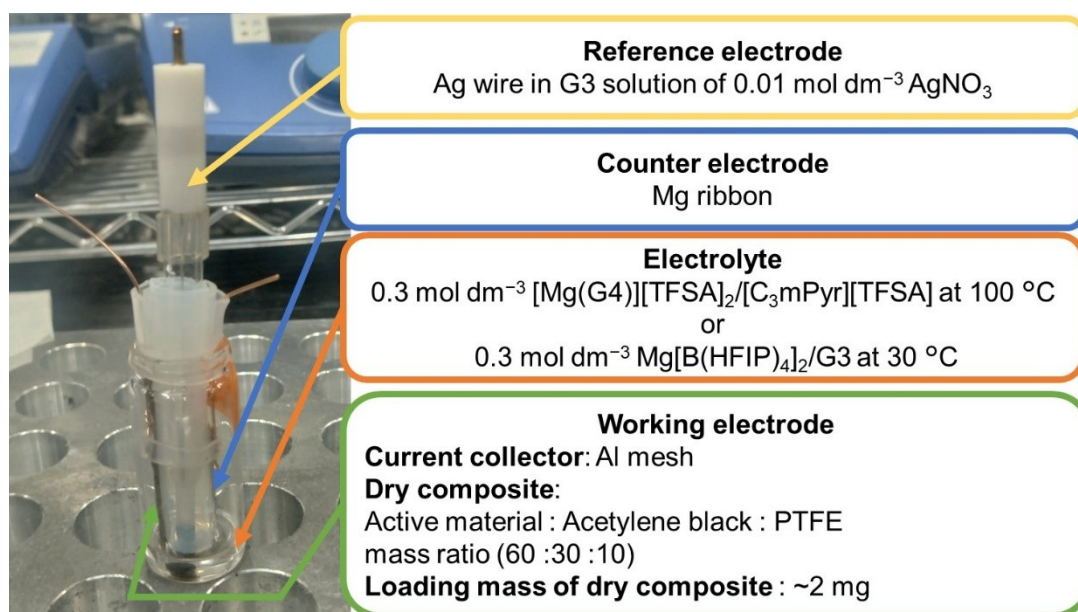 Reference electrode
Ag wire in G3 solution of 0.01 mol dm⁻³ AgNO₃
Counter electrode
Mg ribbon
Electrolyte
0.3 mol dm⁻³ [Mg(G4)][TFSA]₂/[C₃mPyr][TFSA] at 100 °C
or
0.3 mol dm⁻³ Mg[B(HFIP)₄]₂/G3 at 30 °C
Working electrode
Current collector: Al mesh
Dry composite:
Active material : Acetylene black : PTFE
mass ratio (60 :30 :10)
Loading mass of dry composite : ~2 mg